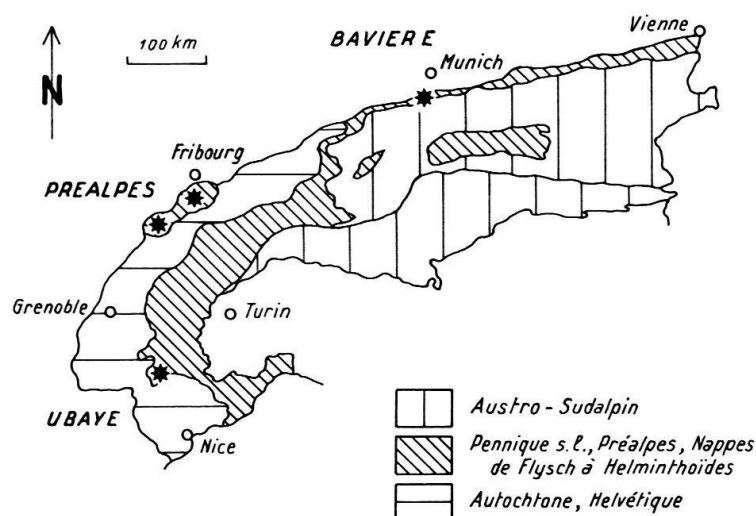 Vienne
BAVIERE
100 km
Munich
N
Fribourg
PREALPES
Grenoble
Turin
UBAYE
Nice
Austro-Sudalpin
Pennique s.l., Préalpes, Nappes
de Flysch à Helminthoïdes
Autochtone, Helvétique